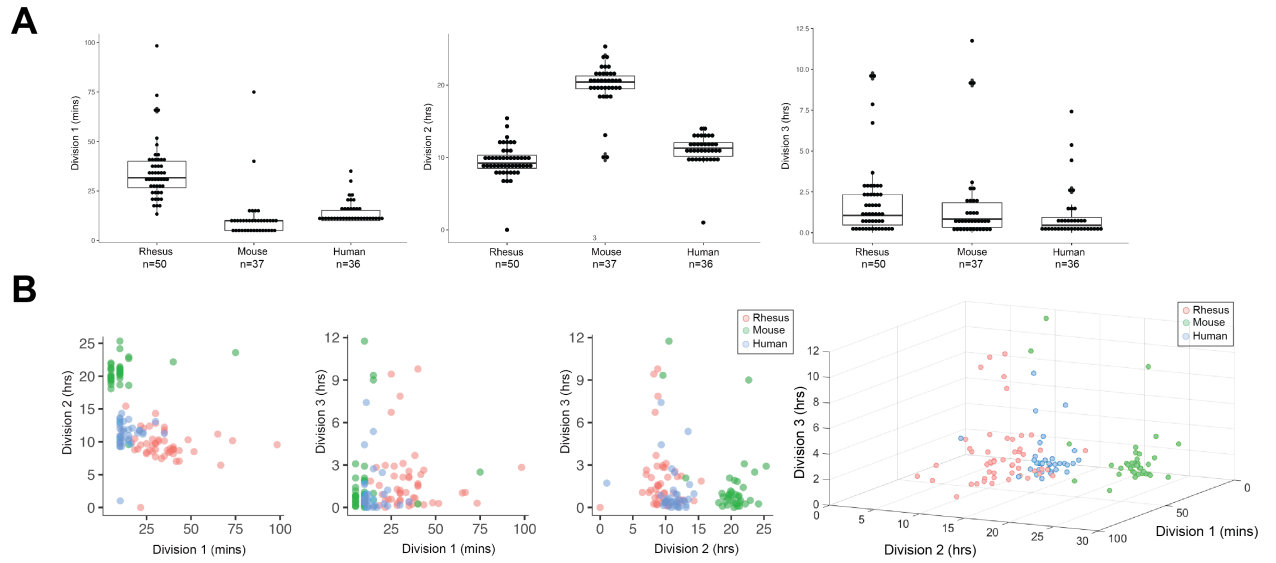 A
Division 1 (mins)
100
75
50
25
0
Rhesus
n=50
Mouse
n=37
Human
n=36
Division 2 (hrs)
20
10
0
3
Rhesus
n=50
Mouse
n=37
Human
n=36
Division 3 (hrs)
12.5
10.0
7.5
5.0
2.5
0.0
Rhesus
n=50
Mouse
n=37
Human
n=36
B
Division 2 (hrs)
25
20
15
10
5
0
25 50 75 100
Division 1 (mins)
Division 3 (hrs)
12
9
6
3
0
25 50 75 100
Division 1 (mins)
Rhesus
Mouse
Human
Division 3 (hrs)
12
9
6
3
0
0 5 10 15 20 25
Division 2 (hrs)
Rhesus
Mouse
Human
Division 3 (hrs)
12
10
8
6
4
2
0
0 5 10 15 20 25 30
Division 2 (hrs)
100 50 0
Division 1 (mins)